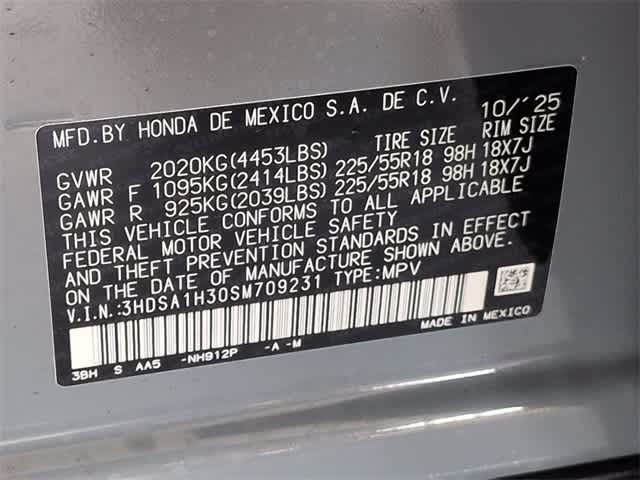 MFD.BY HONDA DE MEXICO S.A. DE C.V. 10/´25
TIRE SIZE RIM SIZE
GVWR 2020KG(4453LBS)
GAWR F 1095KG(2414LBS) 225/55R18 98H 18X7J
GAWR R 925KG(2039LBS) 225/55R18 98H 18X7J
THIS VEHICLE CONFORMS TO ALL APPLICABLE
FEDERAL MOTOR VEHICLE SAFETY
AND THEFT PREVENTION STANDARDS IN EFFECT
ON THE DATE OF MANUFACTURE SHOWN ABOVE.
V.I.N.:3HDSA1H30SM709231 TYPE:MPV
MADE IN MEXICO
3BH S AA5 -NH912P -A -M